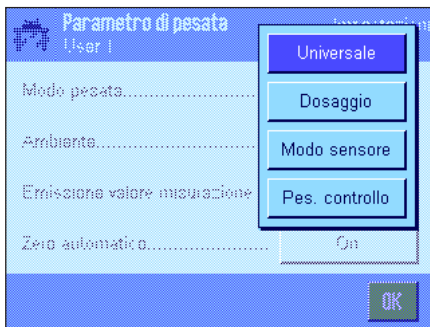 Parametro di pesata
User 1
Universale
Modo pesata
Dosaggio
Ambiente
Modo sensore
Emissione valore misurazione
Pes. controllo
Zero automatico
On
OK